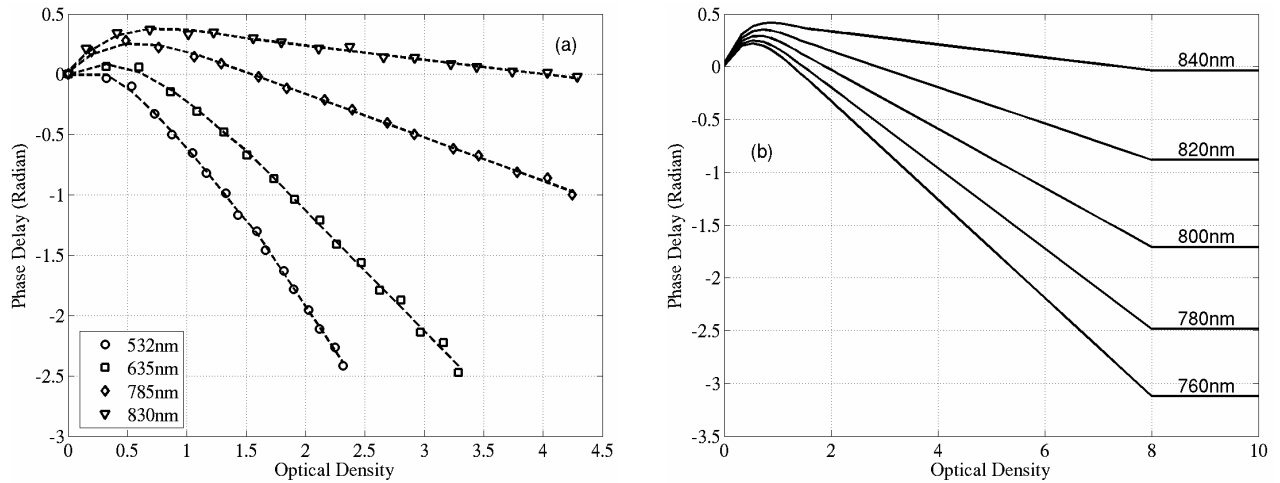 0.5
0
-0.5
-1
-1.5
-2
-2.5
-3
Phase Delay (Radian)
(a)
532nm
635nm
785nm
830nm
0 0.5 1 1.5 2 2.5 3 3.5 4 4.5
Optical Density
0.5
0
-0.5
-1
-1.5
-2
-2.5
-3
-3.5
Phase Delay (Radian)
(b)
840nm
820nm
800nm
780nm
760nm
0 2 4 6 8 10
Optical Density